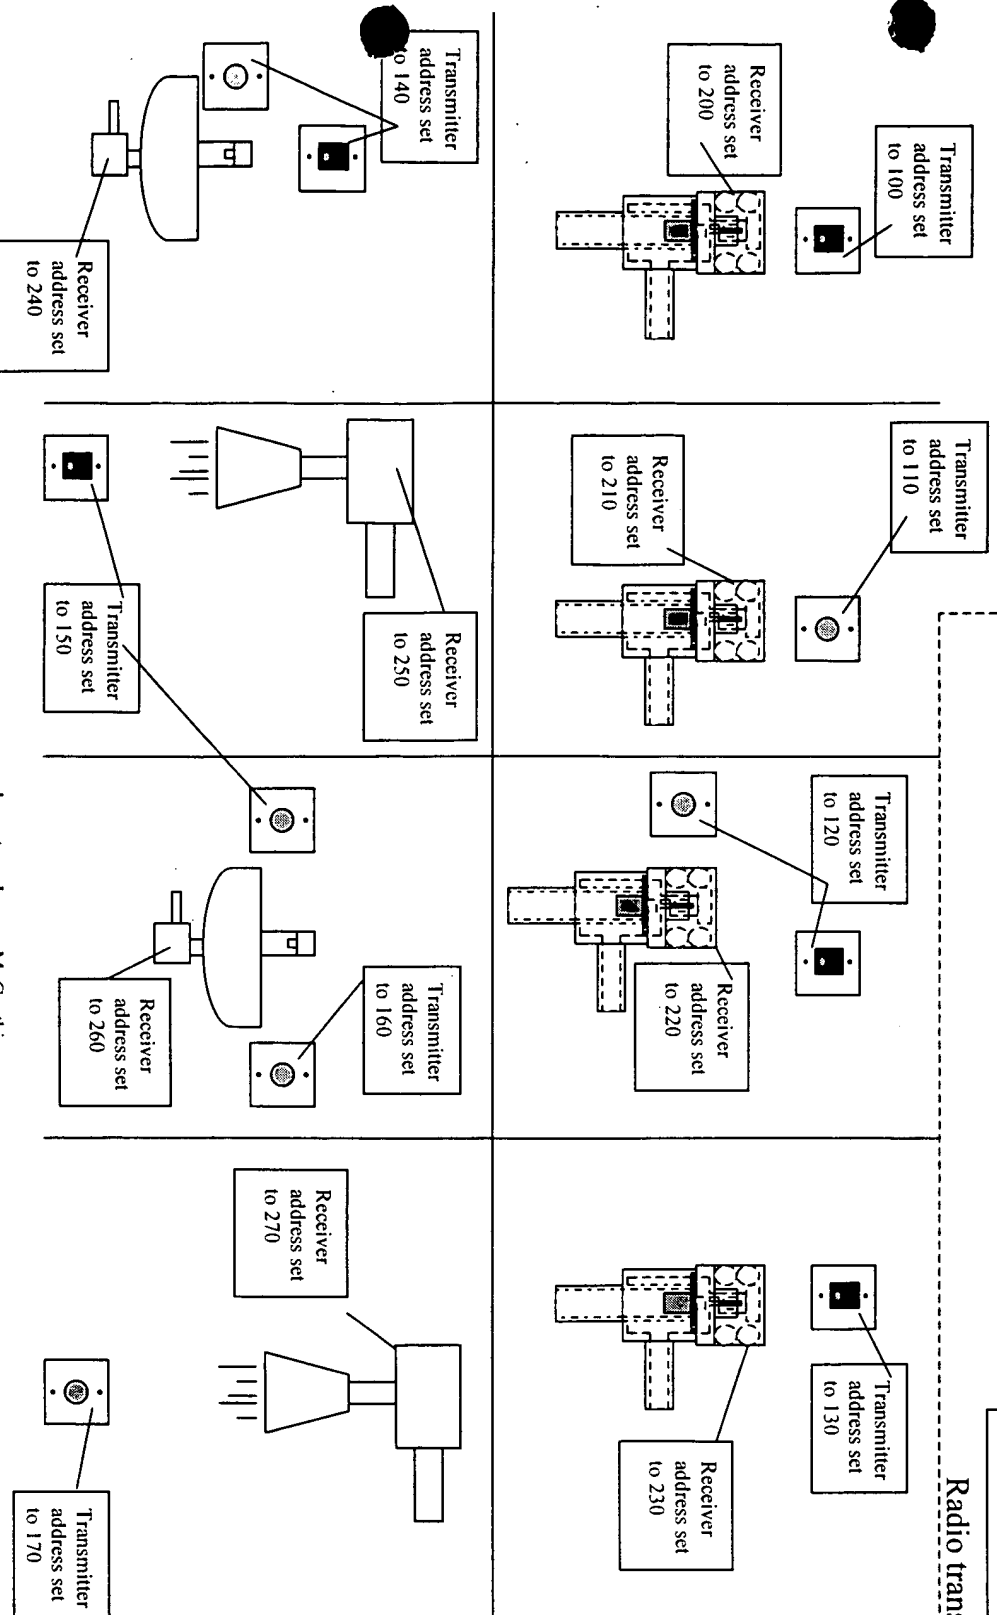 Radio trans
Transmitter
address set
to 100
Transmitter
address set
to 110
Transmitter
address set
to 120
Transmitter
address set
to 130
Receiver
address set
to 200
Receiver
address set
to 210
Receiver
address set
to 220
Receiver
address set
to 230
Transmitter
address set
to 140
Receiver
address set
to 250
Transmitter
address set
to 160
Receiver
address set
to 270
Receiver
address set
to 240
Transmitter
address set
to 150
Receiver
address set
to 260
Transmitter
address set
to 170